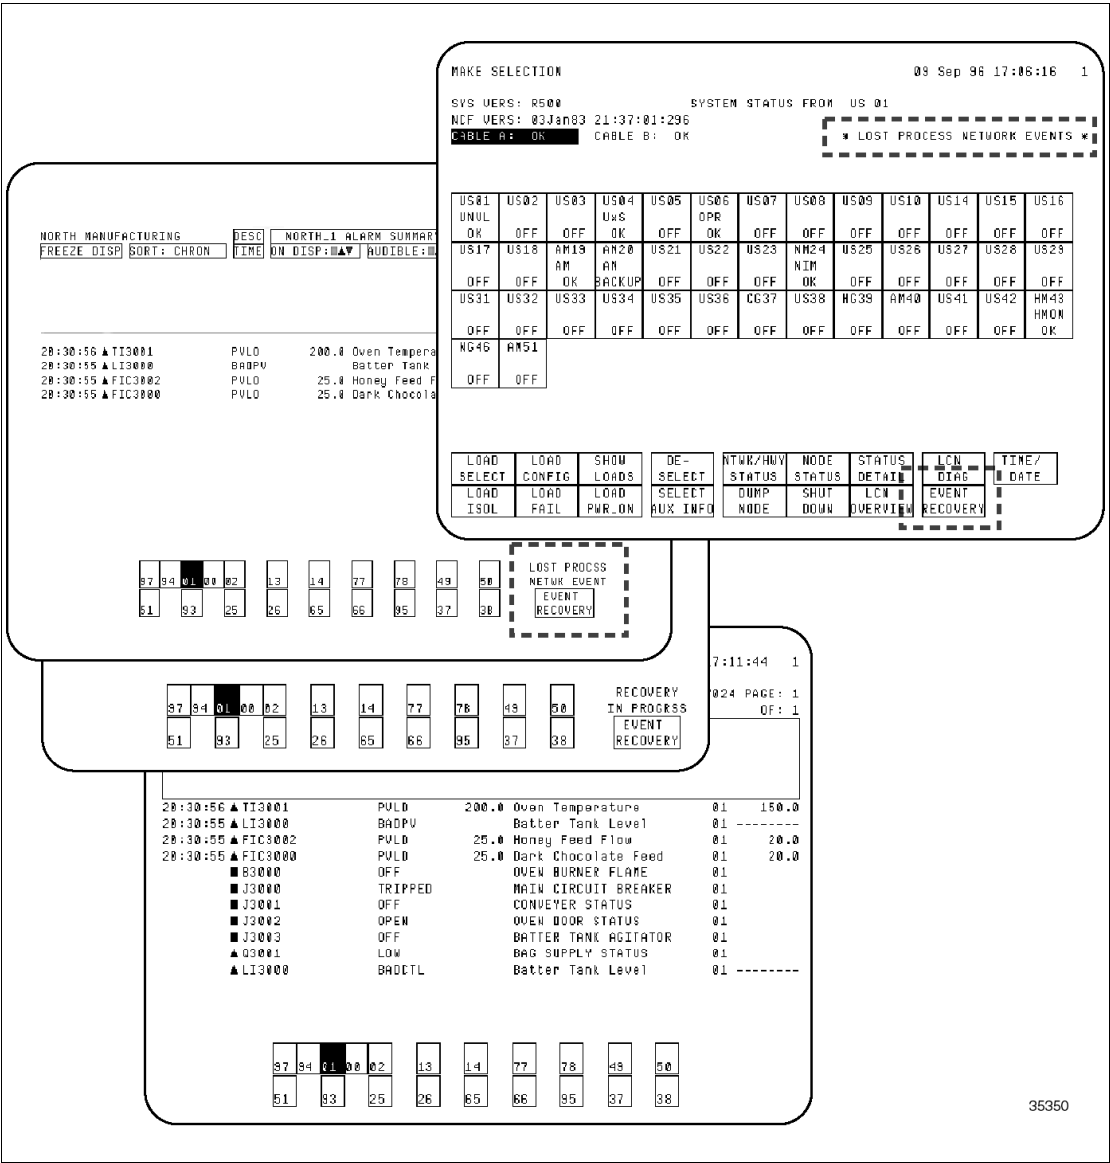 MAKE SELECTION 09 Sep 96 17:06:16 1
SYS VERS: R500 SYSTEM STATUS FROM US 01
NCF VERS: 03Jan83 21:37:01:296
CABLE A: OK CABLE B: OK * LOST PROCESS NETWORK EVENTS *
US01 US02 US03 US04 US05 US06 US07 US08 US09 US10 US14 US15 US16
UNVL UxS OPR
OK OFF OFF OK OFF OK OFF OFF OFF OFF OFF OFF OFF
US17 US18 AM19 AM20 US21 US22 US23 NM24 US25 US26 US27 US28 US29
AM AM NIM
OFF OFF OK BACKUP OFF OFF OFF OK OFF OFF OFF OFF OFF
US31 US32 US33 US34 US35 US36 CG37 US38 HG39 AM40 US41 US42 HM43
HMON
OFF OFF OFF OFF OFF OFF OFF OFF OFF OFF OFF OFF OK
NG46 AM51
OFF OFF
LOAD LOAD SHOW DE- NTWK/HWY NODE STATUS LCN TIME/
SELECT CONFIG LOADS SELECT STATUS STATUS DETAIL DIAG DATE
LOAD LOAD LOAD SELECT DUMP SHUT LCN EVENT
ISOL FAIL PWR_ON AUX INFO NODE DOWN OVERVIEW RECOVERY
NORTH MANUFACTURING DESC NORTH_1 ALARM SUMMAR
FREEZE DISP SORT: CHRON TIME ON DISP:■▲▼ AUDIBLE:■
20:30:56 ▲ TI3001 PVLO 200.0 Oven Tempera
20:30:55 ▲ LI3000 BADPV Batter Tank
20:30:55 ▲ FIC3002 PVLO 25.0 Honey Feed F
20:30:55 ▲ FIC3000 PVLO 25.0 Dark Chocola
LOST PROCSS
97 94 01 00 02 13 14 77 78 49 50 NETWK EVENT
EVENT
51 93 25 26 65 66 95 37 38 RECOVERY
7:11:44 1
024 PAGE: 1
OF: 1
RECOVERY
97 94 01 00 02 13 14 77 78 49 50 IN PROGRSS
EVENT
51 93 25 26 65 66 95 37 38 RECOVERY
20:30:56 ▲ TI3001 PVLO 200.0 Oven Temperature 01 150.0
20:30:55 ▲ LI3000 BADPV Batter Tank Level 01 --------
20:30:55 ▲ FIC3002 PVLO 25.0 Honey Feed Flow 01 20.0
20:30:55 ▲ FIC3000 PVLO 25.0 Dark Chocolate Feed 01 20.0
■ B3000 OFF OVEN BURNER FLAME 01
■ J3000 TRIPPED MAIN CIRCUIT BREAKER 01
■ J3001 OFF CONVEYER STATUS 01
■ J3002 OPEN OVEN DOOR STATUS 01
■ J3003 OFF BATTER TANK AGITATOR 01
▲ Q3001 LOW BAG SUPPLY STATUS 01
▲ LI3000 BADCTL Batter Tank Level 01 --------
97 94 01 00 02 13 14 77 78 49 50
51 93 25 26 65 66 95 37 38
35350